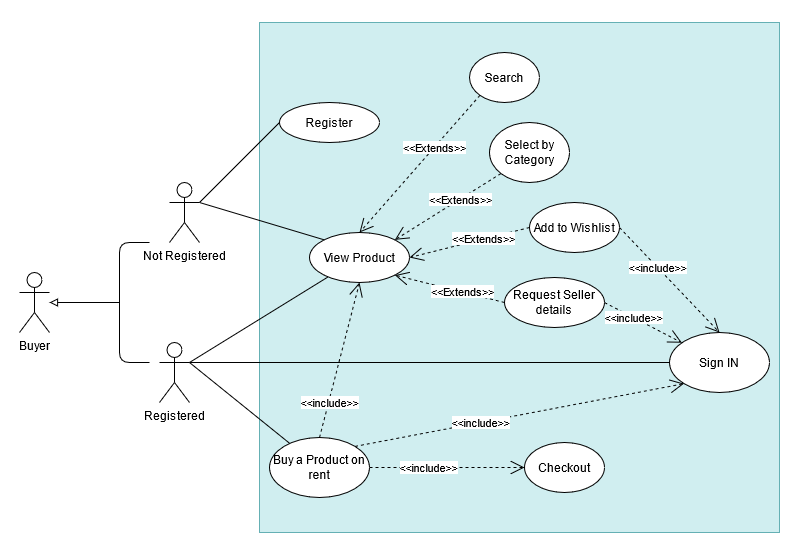 Search
Register
<<Extends>>
Select by
Category
<<Extends>>
Not Registered
Add to Wishlist
<<Extends>>
View Product
<<include>>
Buyer
<<Extends>>
Request Seller
details
<<include>>
Sign IN
Registered
<<include>>
<<include>>
Buy a Product on
rent
<<include>>
Checkout